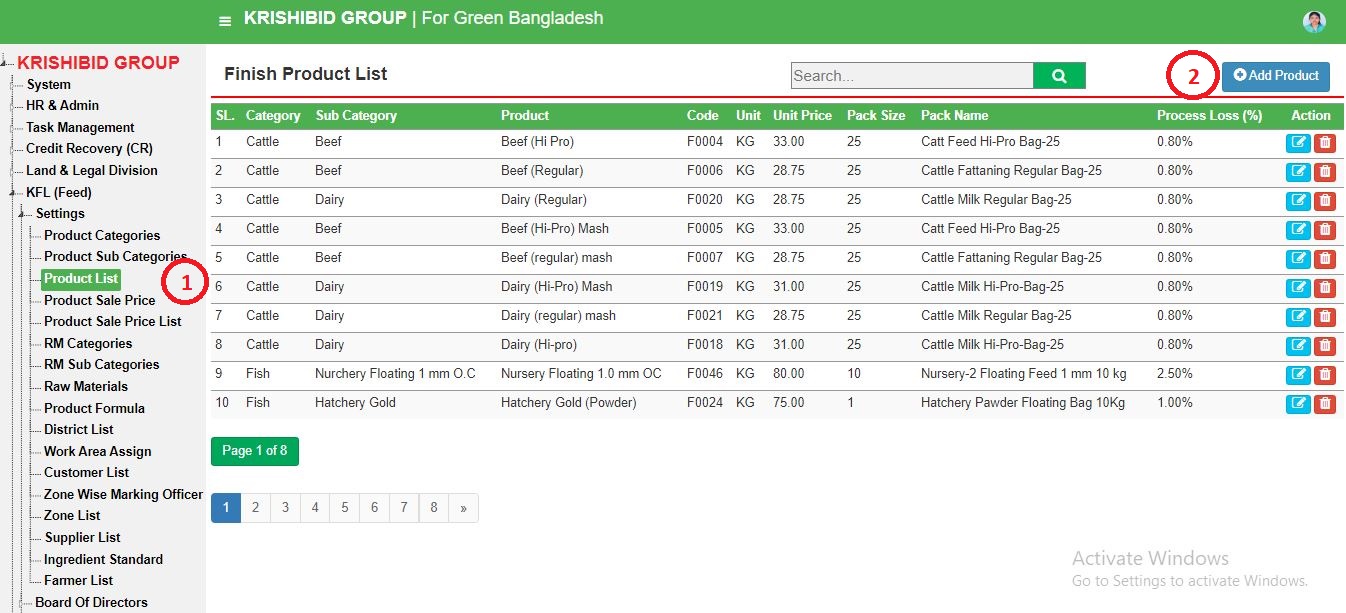 KRISHIBID GROUP | For Green Bangladesh
KRISHIBID GROUP
System
HR & Admin
Task Management
Credit Recovery (CR)
Land & Legal Division
KFL (Feed)
Settings
Product Categories
Product Sub Categories
Product List
Product Sale Price
Product Sale Price List
RM Categories
RM Sub Categories
Raw Materials
Product Formula
District List
Work Area Assign
Customer List
Zone Wise Marking Officer
Zone List
Supplier List
Ingredient Standard
Farmer List
Board Of Directors
1
Finish Product List
Search...
2
Add Product
SL. Category Sub Category Product Code Unit Unit Price Pack Size Pack Name Process Loss (%) Action
1 Cattle Beef Beef (Hi Pro) F0004 KG 33.00 25 Catt Feed Hi-Pro Bag-25 0.80%
2 Cattle Beef Beef (Regular) F0006 KG 28.75 25 Cattle Fattaning Regular Bag-25 0.80%
3 Cattle Dairy Dairy (Regular) F0020 KG 28.75 25 Cattle Milk Regular Bag-25 0.80%
4 Cattle Beef Beef (Hi-Pro) Mash F0005 KG 33.00 25 Catt Feed Hi-Pro Bag-25 0.80%
5 Cattle Beef Beef (regular) mash F0007 KG 28.75 25 Cattle Fattaning Regular Bag-25 0.80%
6 Cattle Dairy Dairy (Hi-Pro) Mash F0019 KG 31.00 25 Cattle Milk Hi-Pro-Bag-25 0.80%
7 Cattle Dairy Dairy (regular) mash F0021 KG 28.75 25 Cattle Milk Regular Bag-25 0.80%
8 Cattle Dairy Dairy (Hi-pro) F0018 KG 31.00 25 Cattle Milk Hi-Pro-Bag-25 0.80%
9 Fish Nurchery Floating 1 mm O.C Nursery Floating 1.0 mm OC F0046 KG 80.00 10 Nursery-2 Floating Feed 1 mm 10 kg 2.50%
10 Fish Hatchery Gold Hatchery Gold (Powder) F0024 KG 75.00 1 Hatchery Pawder Floating Bag 10Kg 1.00%
Page 1 of 8
1 2 3 4 5 6 7 8 »
Activate Windows
Go to Settings to activate Windows.